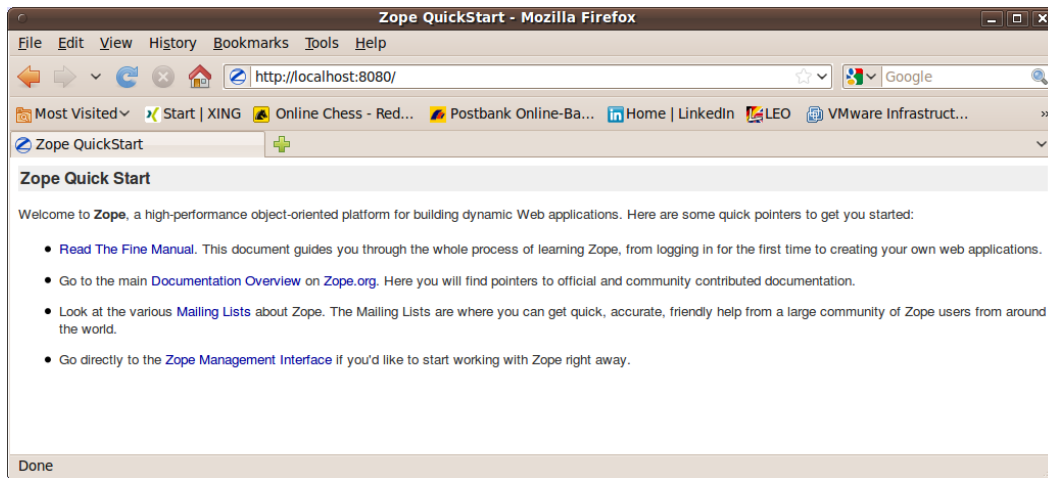 Zope QuickStart - Mozilla Firefox
File Edit View History Bookmarks Tools Help
http://localhost:8080/ Google
Most Visited Start | XING Online Chess - Red... Postbank Online-Ba... Home | LinkedIn LEO VMware Infrastruct... »
Zope QuickStart
Zope Quick Start
Welcome to Zope, a high-performance object-oriented platform for building dynamic Web applications. Here are some quick pointers to get you started:
• Read The Fine Manual. This document guides you through the whole process of learning Zope, from logging in for the first time to creating your own web applications.
• Go to the main Documentation Overview on Zope.org. Here you will find pointers to official and community contributed documentation.
• Look at the various Mailing Lists about Zope. The Mailing Lists are where you can get quick, accurate, friendly help from a large community of Zope users from around
the world.
• Go directly to the Zope Management Interface if you'd like to start working with Zope right away.
Done